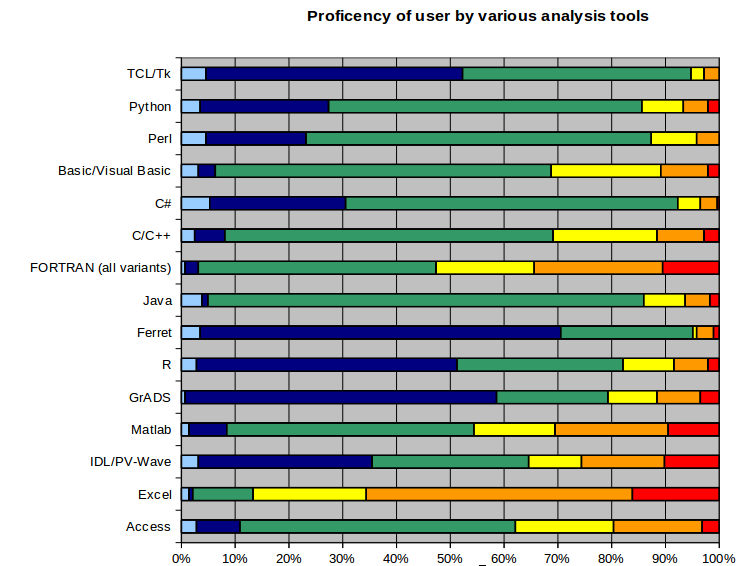 Proficency of user by various analysis tools
TCL/Tk
Python
Perl
Basic/Visual Basic
C#
C/C++
FORTRAN (all variants)
Java
Ferret
R
GrADS
Matlab
IDL/PV-Wave
Excel
Access
0% 10% 20% 30% 40% 50% 60% 70% 80% 90% 100%